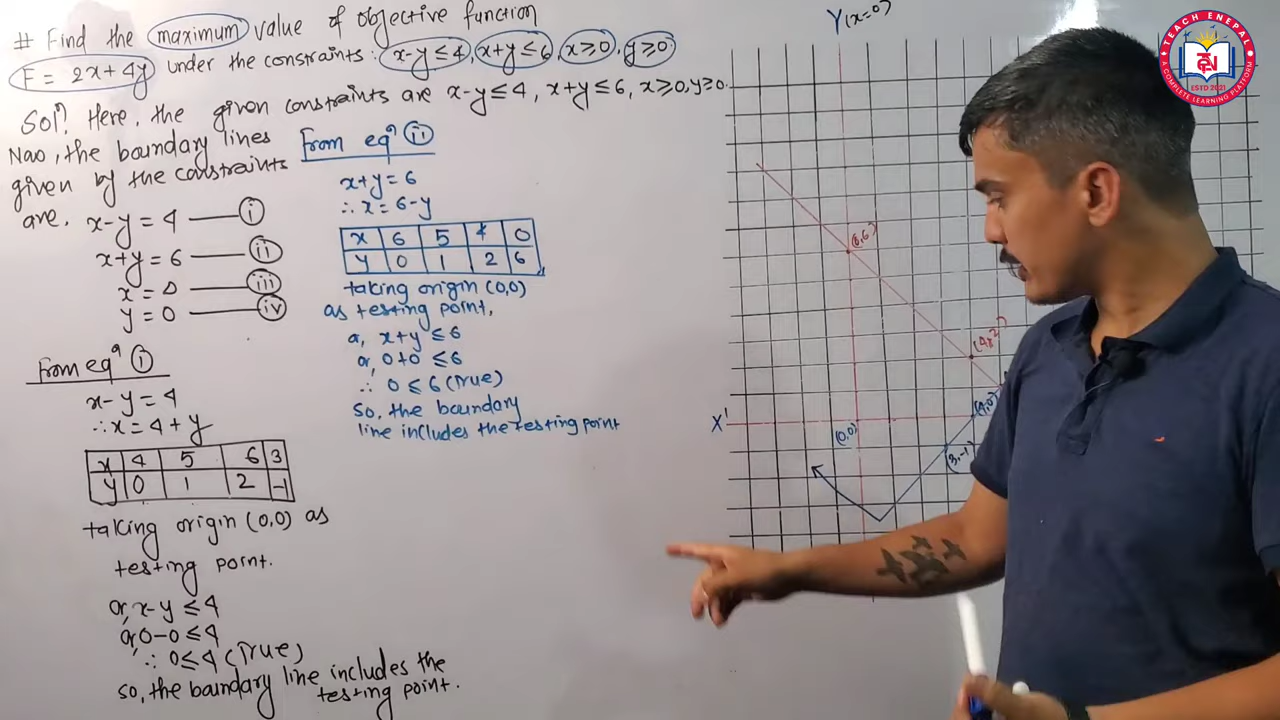 # Find the maximum value of objective function
F = 2x+4y under the constraints: x-y≤4, x+y≤6, x≥0, y≥0.
Solⁿ. Here, the given constraints are x-y≤4, x+y≤6, x≥0, y≥0.
Nao, the boundary lines
given by the constraints
are. x-y=4 — i
x+y=6 — ii
x=0 — iii
y=0 — iv
From eqⁿ i
x-y=4
∴x=4+y
x 4 5 6 3
y 0 1 2 -1
taking origin (0,0) as
testing point.
or, x-y≤4
or, 0-0≤4
∴ 0≤4 (True)
so, the boundary line includes the
testing point.
From eqⁿ ii
x+y=6
∴ x=6-y
x 6 5 4 0
y 0 1 2 6
taking origin (0,0)
as testing point,
or, x+y≤6
or, 0+0≤6
∴ 0≤6 (True)
So, the boundary
line includes the testing point
Y(x=0)
(0,6)
(4,2)
X'
(0,0)
(4,0)
(3,-1)
TEACH ENEPAL
A COMPLETE LEARNING PLATFORM
ESTD 2021